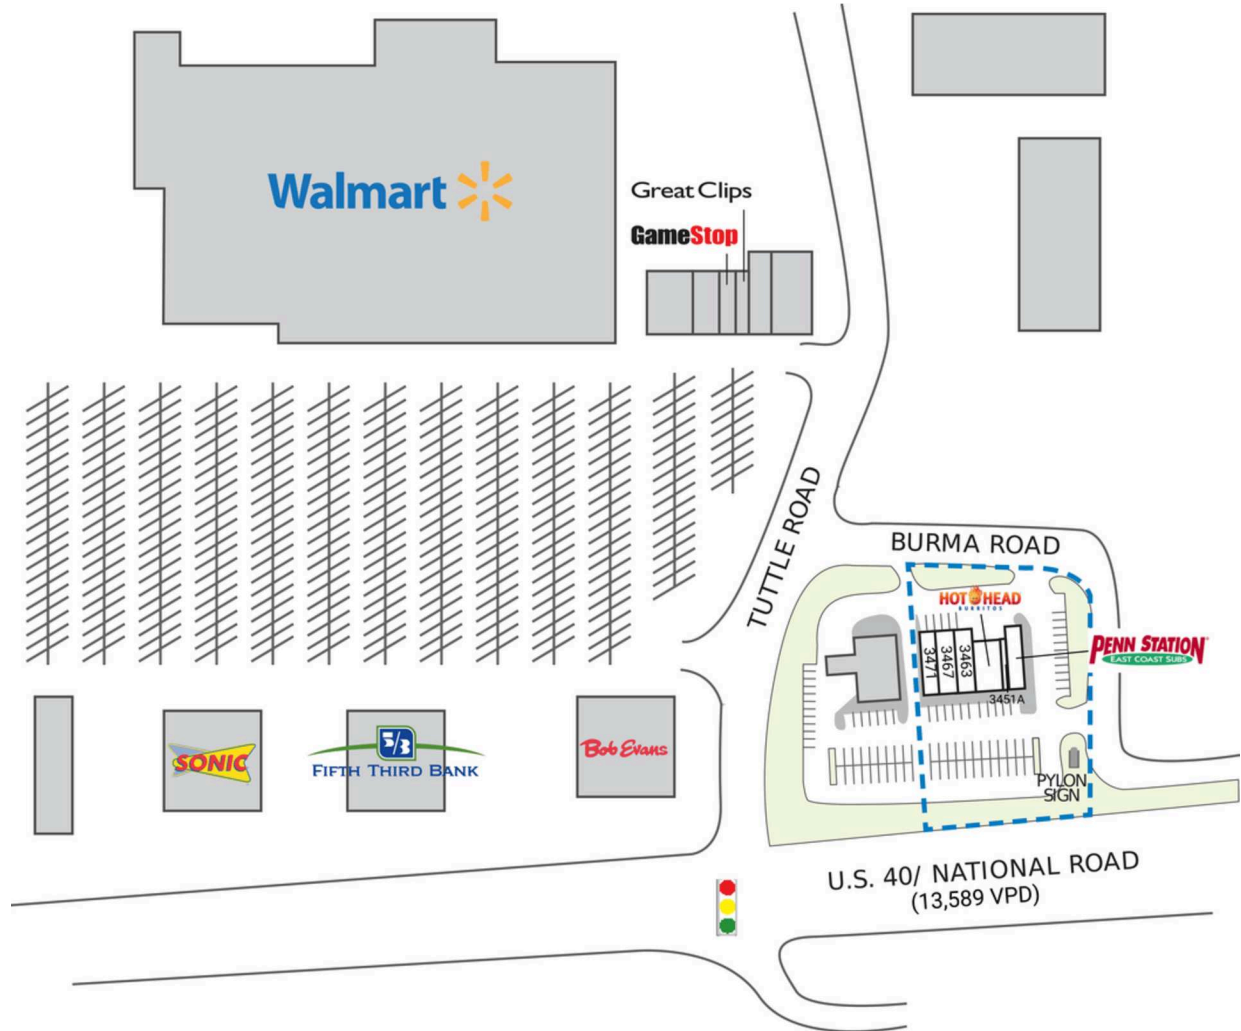 Walmart
Great Clips
GameStop
TUTTLE ROAD
BURMA ROAD
HOT HEAD
BURRITOS
PENN STATION
EAST COAST SUBS
3471
3467
3463
3451A
SONIC
5/3
FIFTH THIRD BANK
Bob Evans
PYLON
SIGN
U.S. 40/ NATIONAL ROAD
(13,589 VPD)